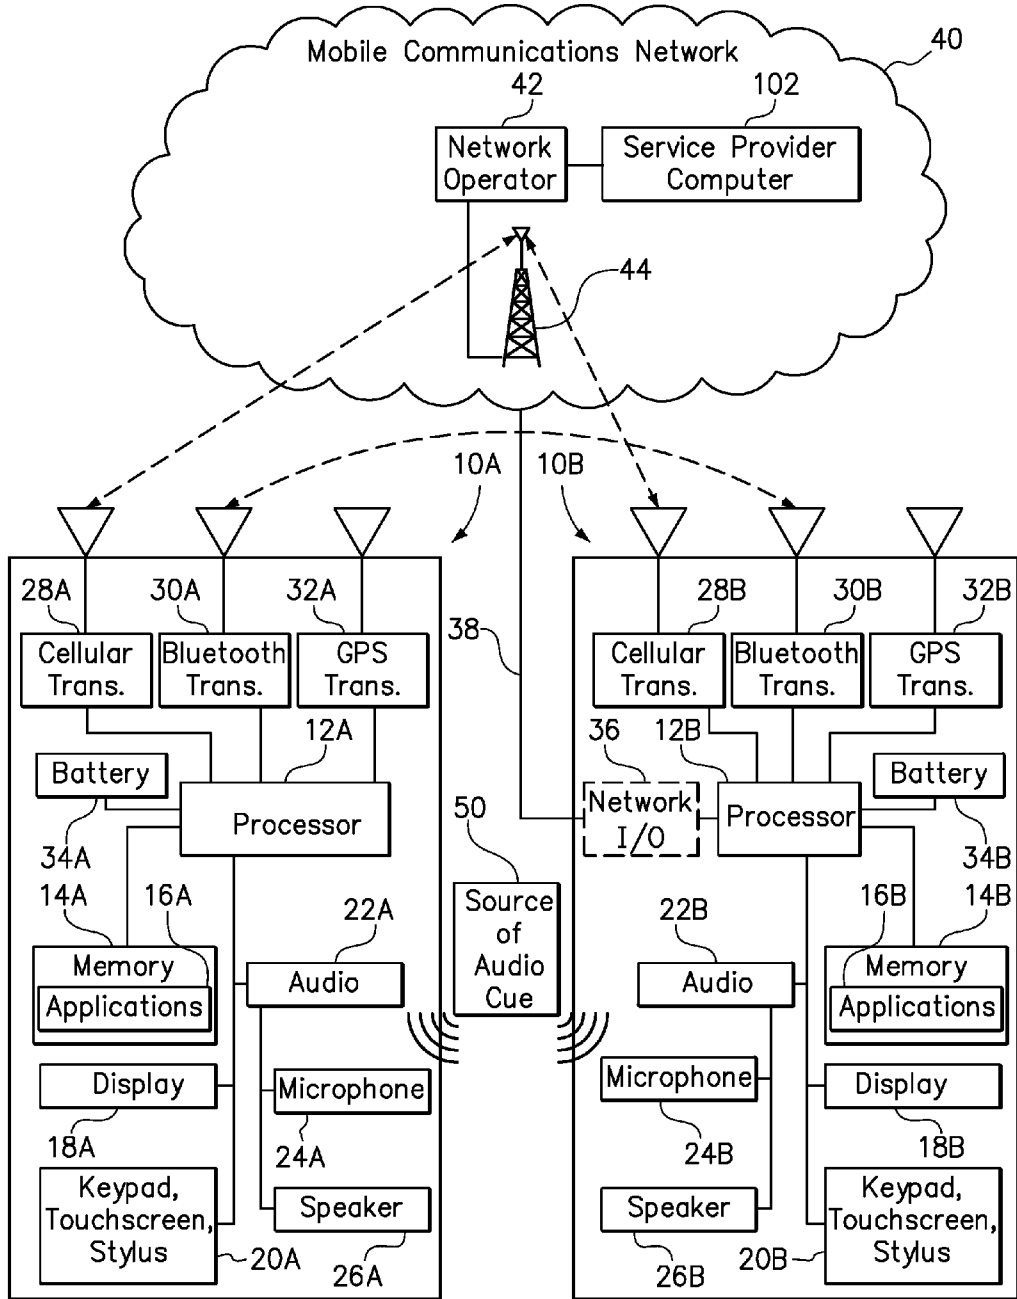 Mobile Communications Network
40
42
102
Network
Operator
Service Provider
Computer
44
10A
10B
28A
30A
32A
38
28B
30B
32B
Cellular
Trans.
Bluetooth
Trans.
GPS
Trans.
Cellular
Trans.
Bluetooth
Trans.
GPS
Trans.
12A
36
12B
Battery
Processor
34A
50
Network
I/O
Processor
Battery
34B
14A
16A
22A
Source
of
Audio
Cue
22B
16B
14B
Memory
Applications
Audio
Audio
Memory
Applications
Display
Microphone
Microphone
Display
18A
24A
24B
18B
Keypad,
Touchscreen,
Stylus
Speaker
Speaker
Keypad,
Touchscreen,
Stylus
20A
26A
26B
20B